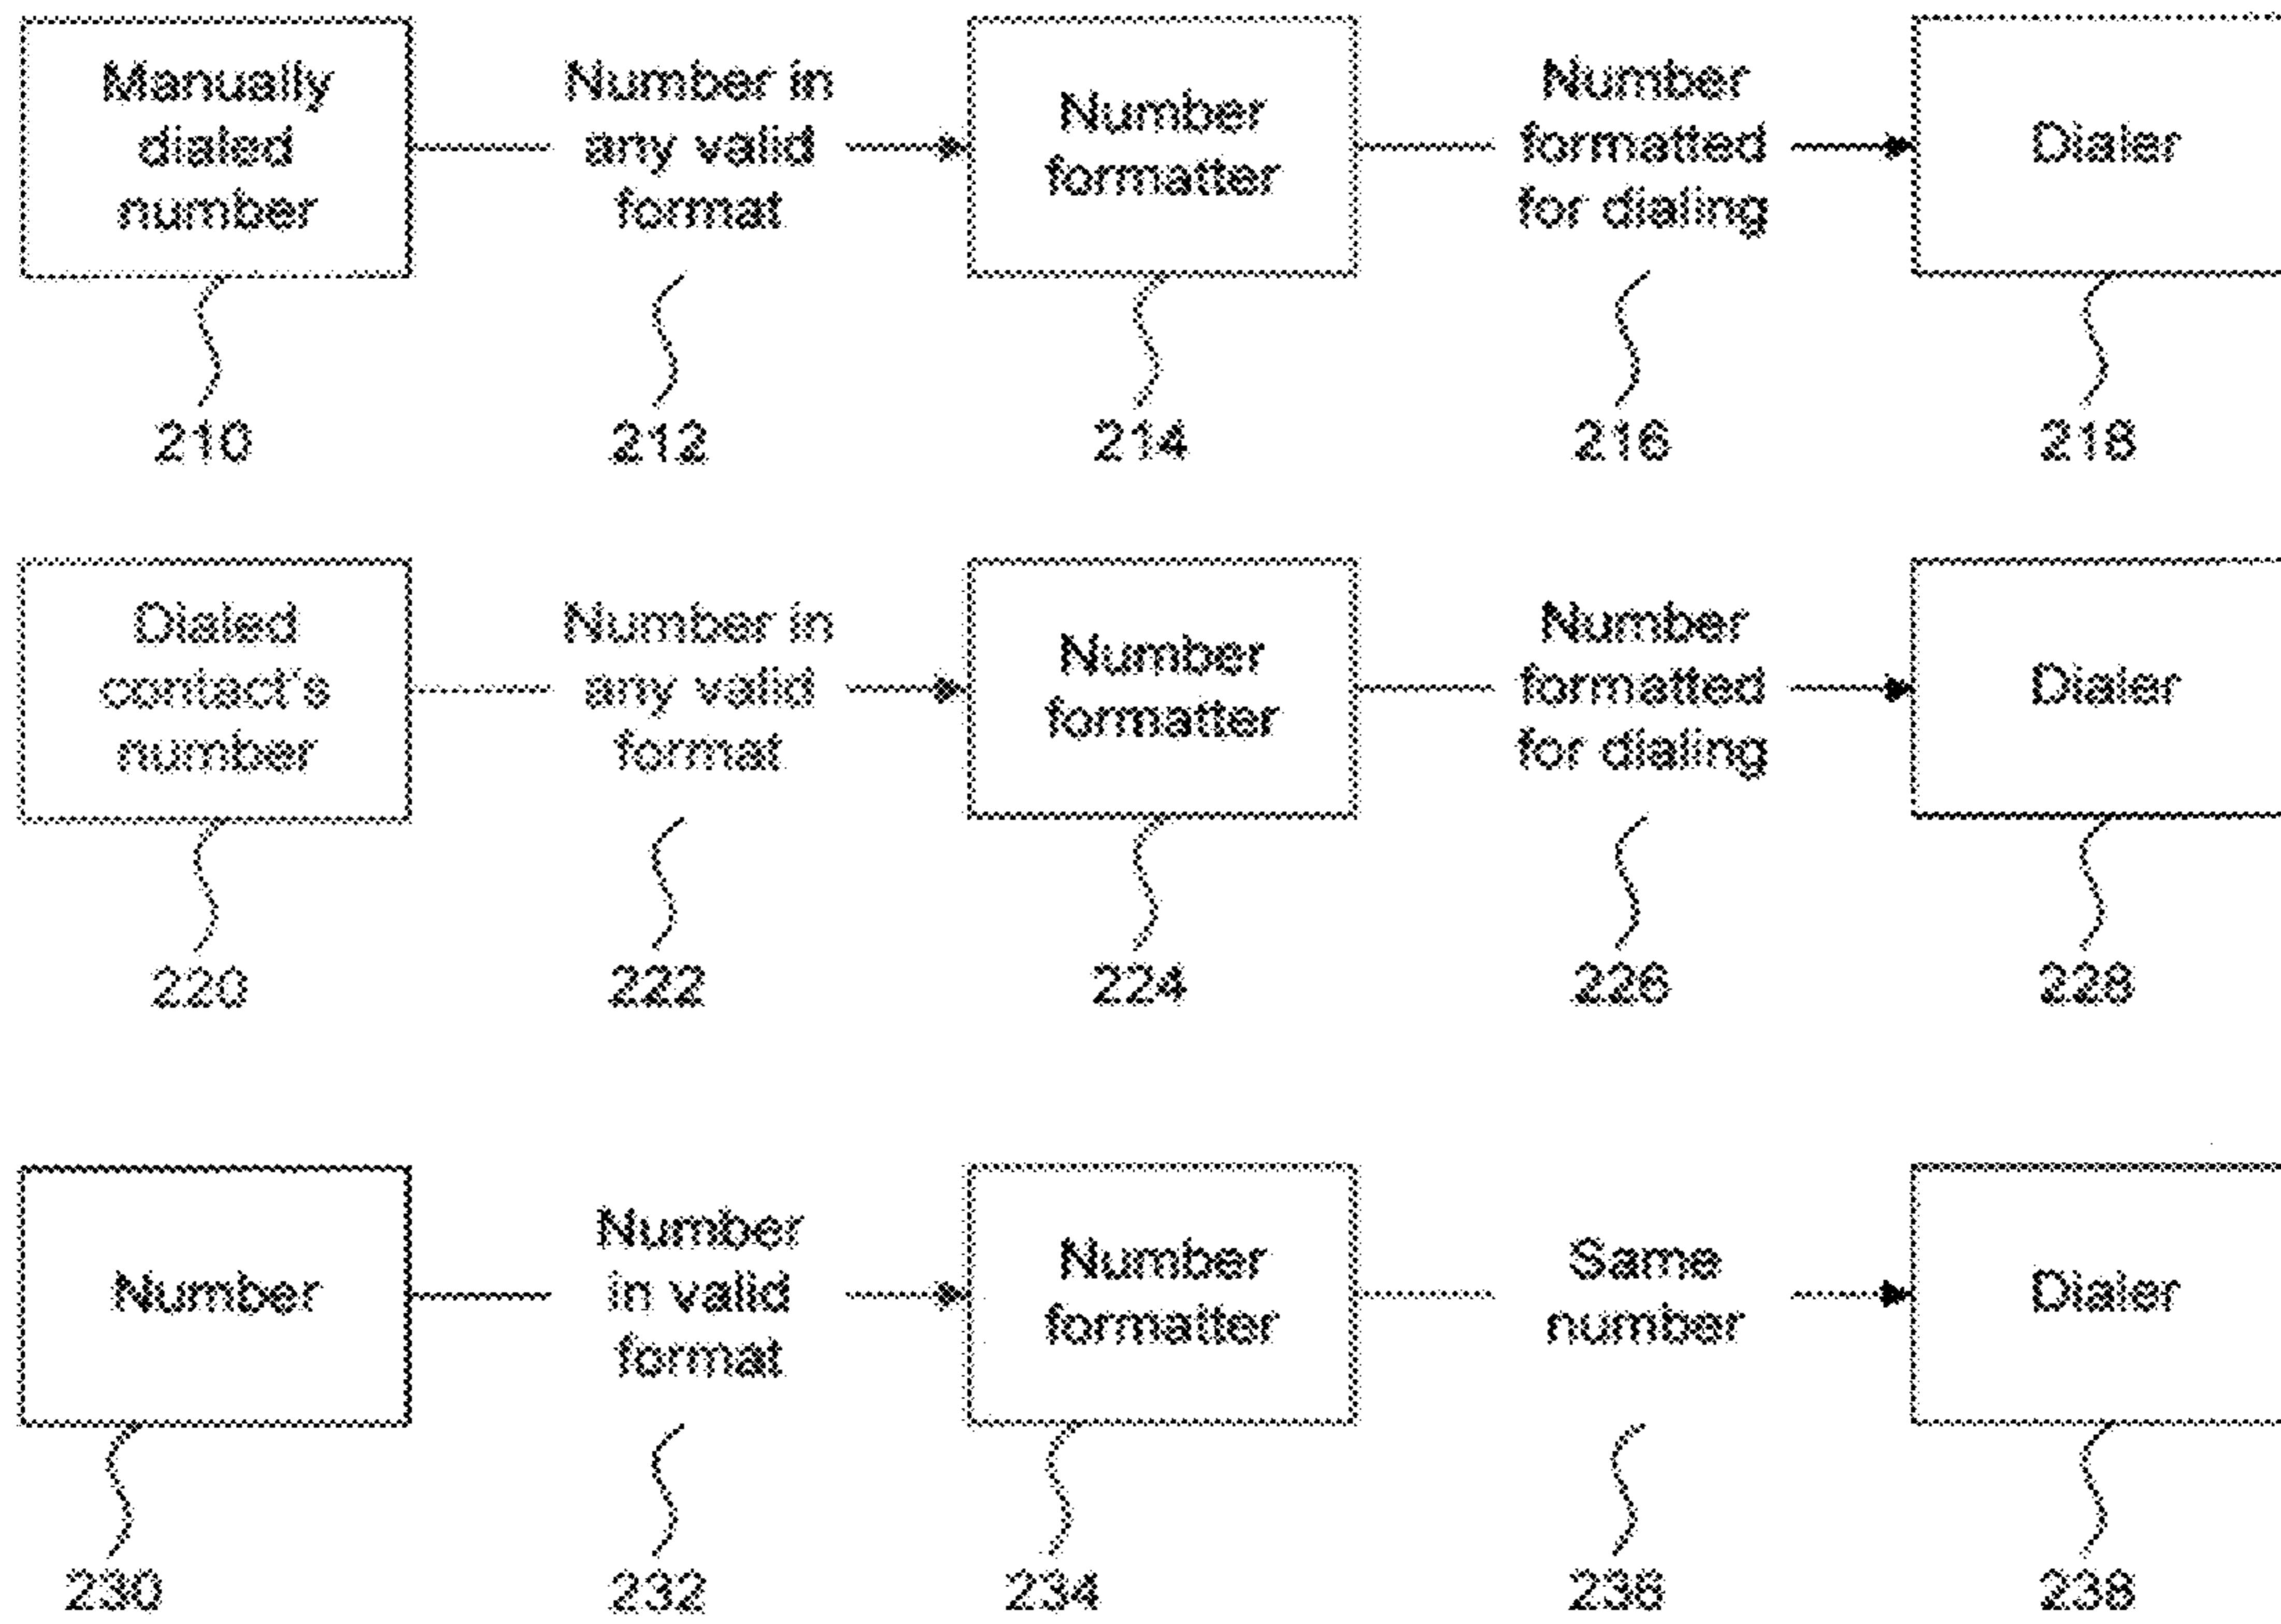 Manually
dialed
number
Number in
any valid
format
Number
formatter
Number
formatted
for dialing
Dialer
210
212
214
216
218
Dialed
contact's
number
Number in
any valid
format
Number
formatter
Number
formatted
for dialing
Dialer
220
222
224
226
228
Number
Number
in valid
format
Number
formatter
Same
number
Dialer
230
232
234
236
238